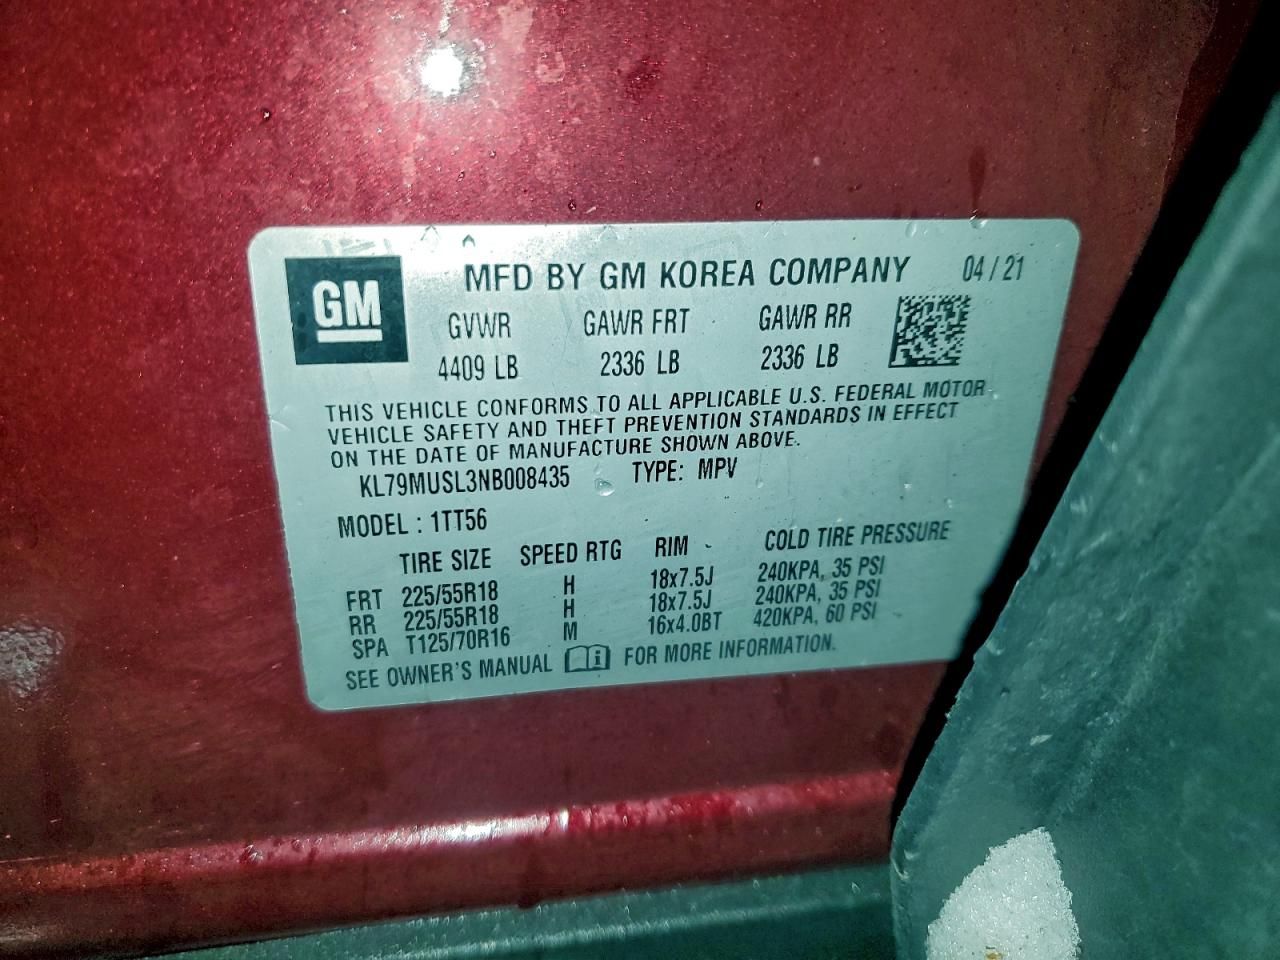 GM
MFD BY GM KOREA COMPANY 04/21
GVWR GAWR FRT GAWR RR
4409 LB 2336 LB 2336 LB
THIS VEHICLE CONFORMS TO ALL APPLICABLE U.S. FEDERAL MOTOR
VEHICLE SAFETY AND THEFT PREVENTION STANDARDS IN EFFECT
ON THE DATE OF MANUFACTURE SHOWN ABOVE.
KL79MUSL3NB008435 TYPE: MPV
MODEL : 1TT56
TIRE SIZE SPEED RTG RIM COLD TIRE PRESSURE
FRT 225/55R18 H 18x7.5J 240KPA, 35 PSI
RR 225/55R18 H 18x7.5J 240KPA, 35 PSI
SPA T125/70R16 M 16x4.0BT 420KPA, 60 PSI
SEE OWNER'S MANUAL FOR MORE INFORMATION.